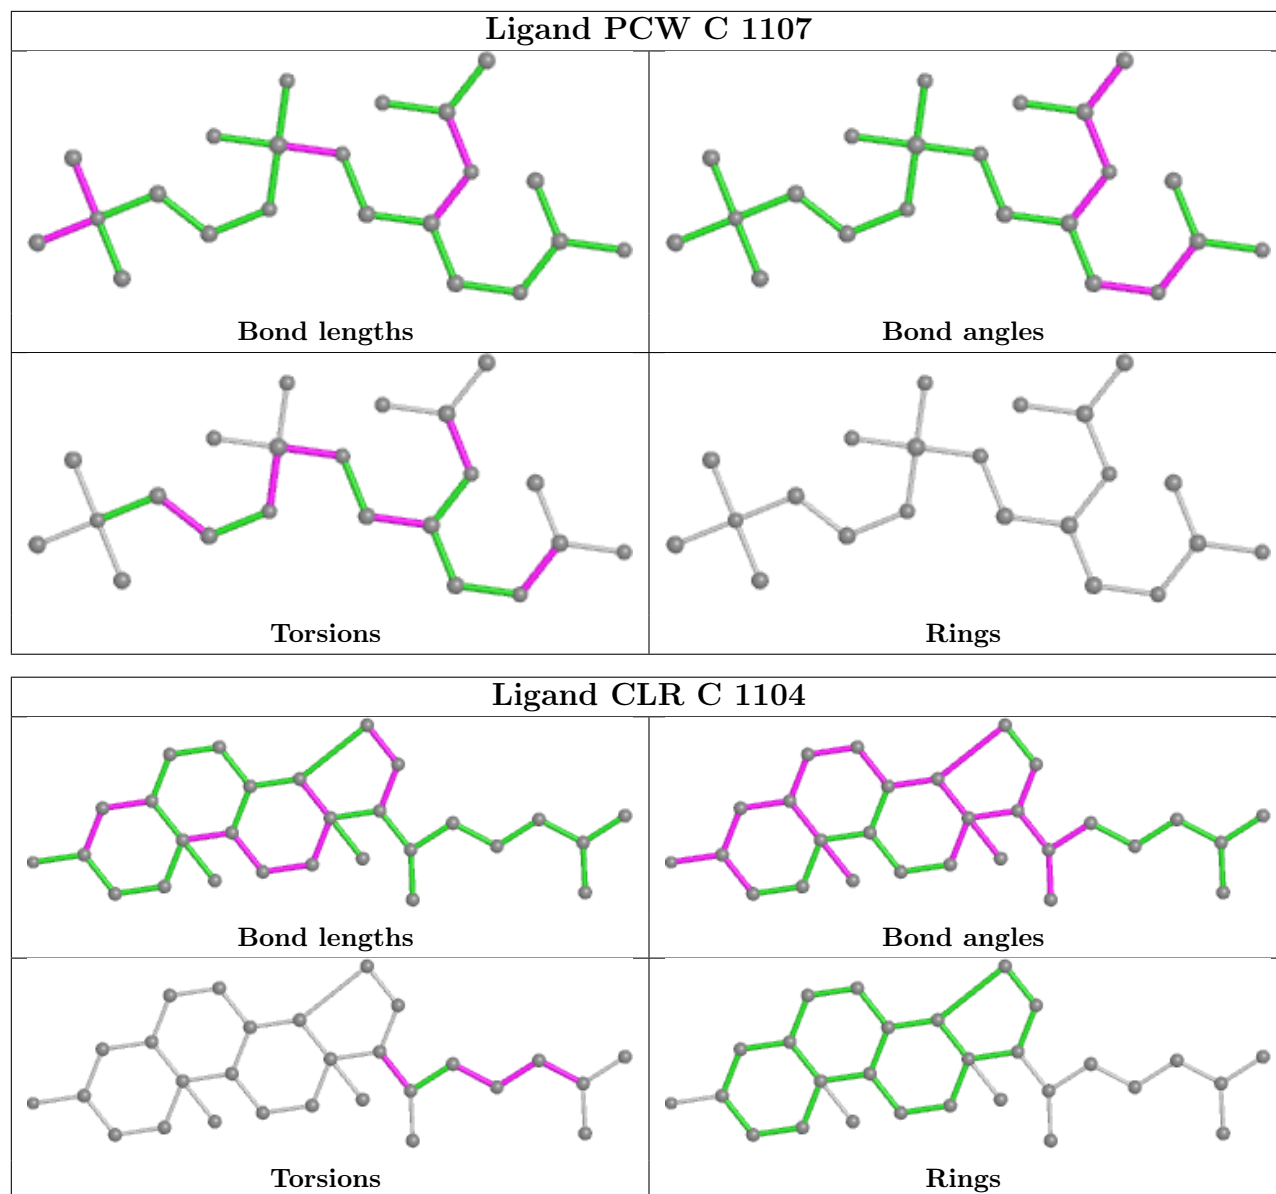 Ligand PCW C 1107
Bond lengths
Bond angles
Torsions
Rings
Ligand CLR C 1104
Bond lengths
Bond angles
Torsions
Rings